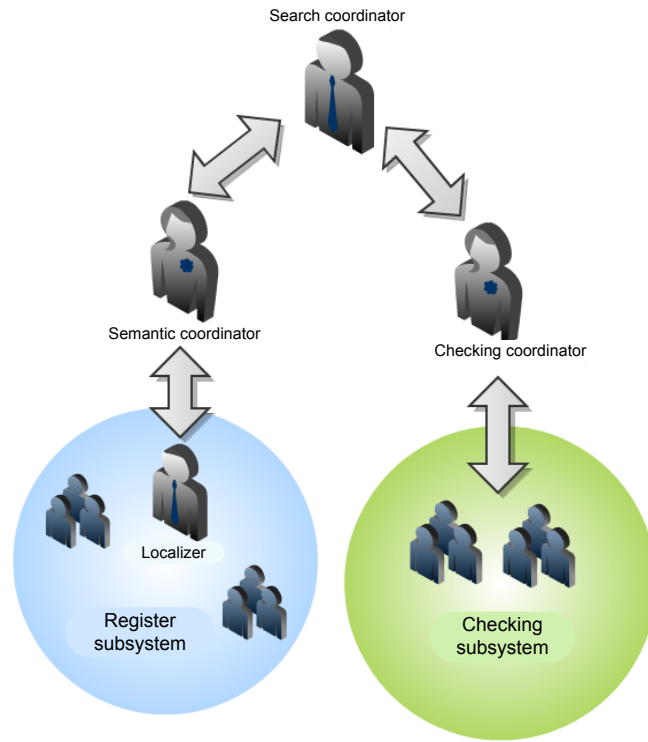 Search coordinator
Semantic coordinator
Checking coordinator
Localizer
Register
subsystem
Checking
subsystem